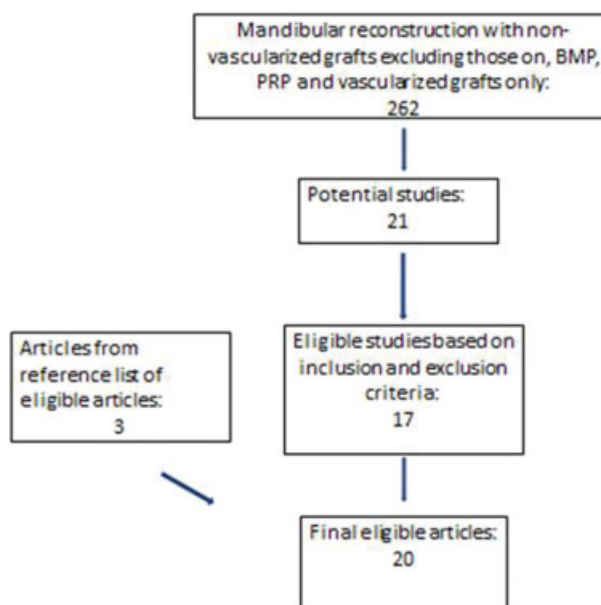 Mandibular reconstruction with non-
vascularized grafts excluding those on, BMP,
PRP and vascularized grafts only:
262
Potential studies:
21
Articles from
reference list of
eligible articles:
3
Eligible studies based on
inclusion and exclusion
criteria:
17
Final eligible articles:
20